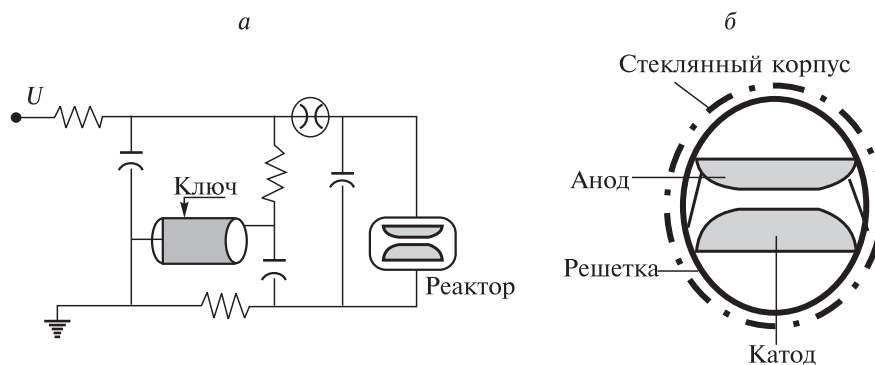 а
б
U
Ключ
Реактор
Стеклянный корпус
Анод
Решетка
Катод